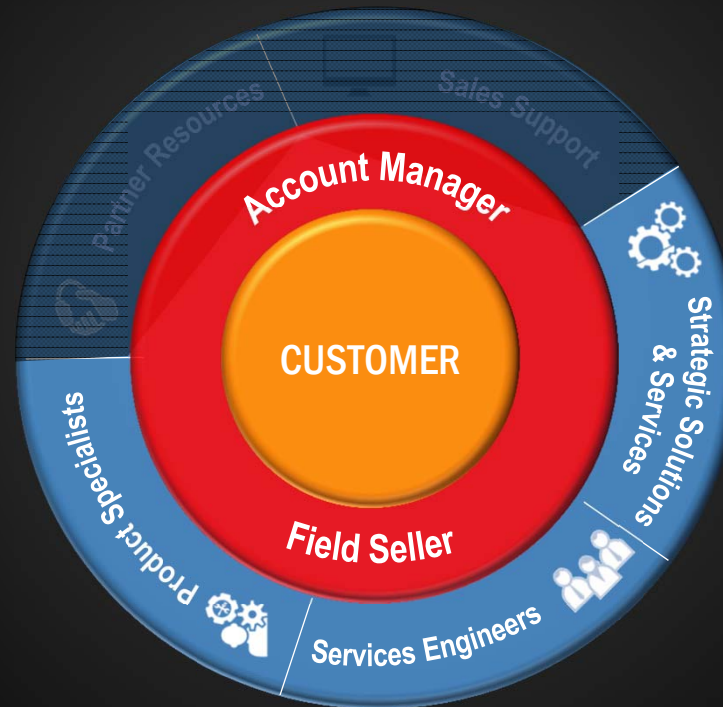 Partner Resources
Sales Support
Account Manager
CUSTOMER
Field Seller
Strategic Solutions
& Services
Services Engineers
Product Specialists